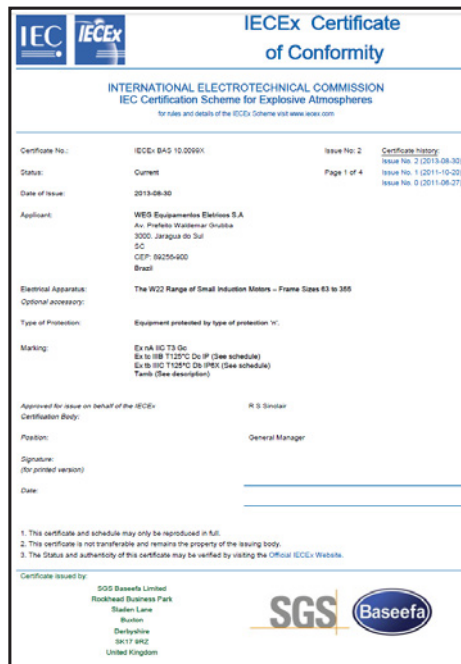 IEC
IECEx
IECEx Certificate
of Conformity
INTERNATIONAL ELECTROTECHNICAL COMMISSION
IEC Certification Scheme for Explosive Atmospheres
for rules and details of the IECEx Scheme visit www.iecex.com
Certificate No.: IECEx BAS 10.0099X Issue No: 2 Certificate history:
Issue No. 2 (2013-08-30)
Status: Current Page 1 of 4 Issue No. 1 (2011-10-20)
Issue No. 0 (2011-06-27)
Date of Issue: 2013-08-30
Applicant: WEG Equipamentos Eletricos S.A
Av. Prefeito Waldemar Grubba
3000, Jaragua do Sul
SC
CEP: 89256-900
Brazil
Electrical Apparatus: The W22 Range of Small Induction Motors – Frame Sizes 63 to 355
Optional accessory:
Type of Protection: Equipment protected by type of protection 'n'.
Marking: Ex nA IIC T3 Gc
Ex tc IIIB T125°C Dc IP (See schedule)
Ex tb IIIC T125°C Db IP6X (See schedule)
Tamb (See description)
Approved for issue on behalf of the IECEx R S Sinclair
Certification Body:
Position: General Manager
Signature:
(for printed version)
Date:
1. This certificate and schedule may only be reproduced in full.
2. This certificate is not transferable and remains the property of the issuing body.
3. The Status and authenticity of this certificate may be verified by visiting the Official IECEx Website.
Certificate issued by:
SGS Baseefa Limited
Rockhead Business Park
Staden Lane
Buxton
Derbyshire
SK17 9RZ
United Kingdom
SGS Baseefa